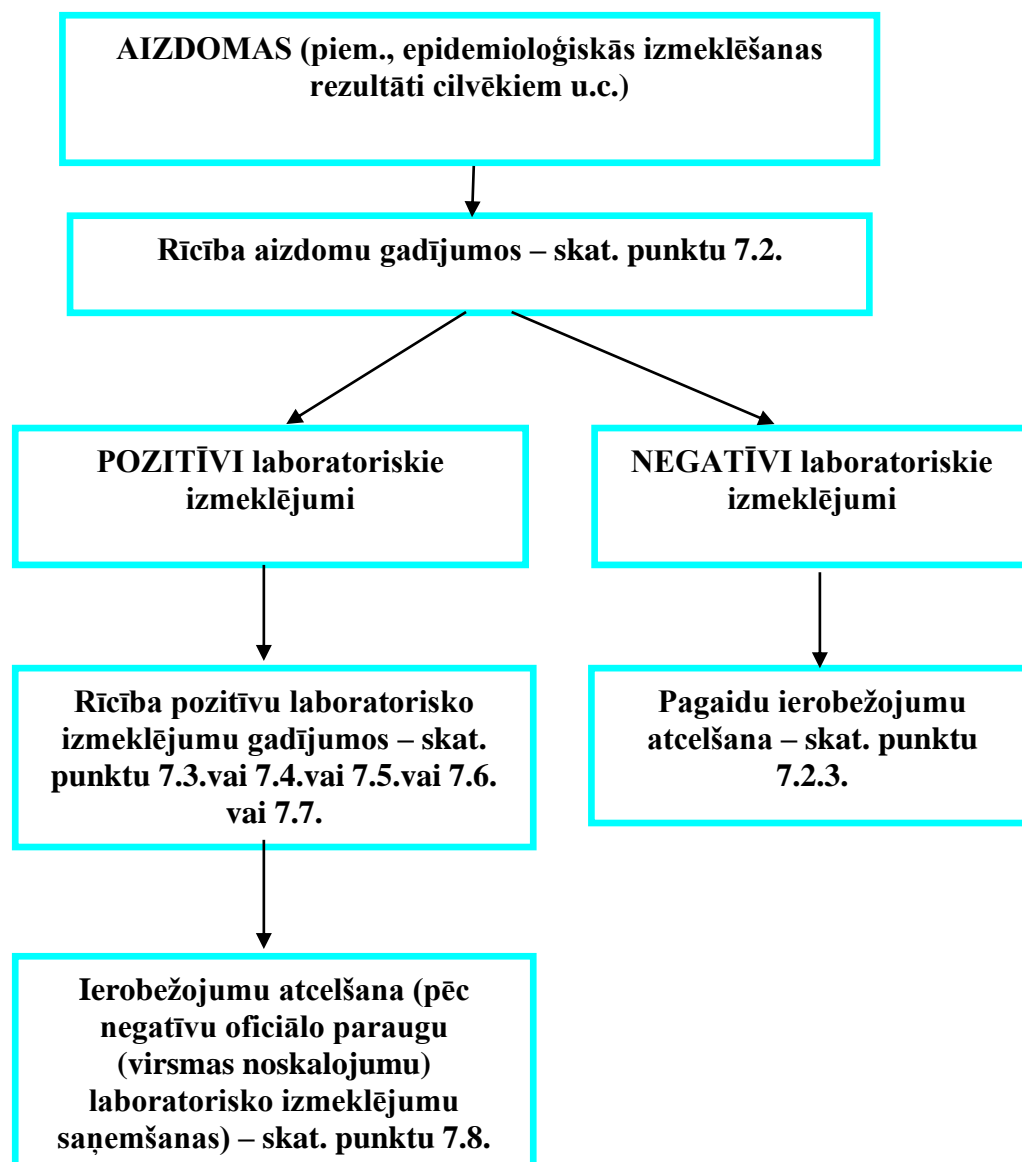 AIZDOMAS (piem., epidemioloģiskās izmeklēšanas
rezultāti cilvēkiem u.c.)
Rīcība aizdomu gadījumos – skat. punktu 7.2.
POZITĪVI laboratoriskie
izmeklējumi
NEGATĪVI laboratoriskie
izmeklējumi
Rīcība pozitīvu laboratorisko
izmeklējumu gadījumos – skat.
punktu 7.3.vai 7.4.vai 7.5.vai 7.6.
vai 7.7.
Pagaidu ierobežojumu
atcelšana – skat. punktu
7.2.3.
Ierobežojumu atcelšana (pēc
negatīvu oficiālo paraugu
(virsmas noskalojumu)
laboratorisko izmeklējumu
saņemšanas) – skat. punktu 7.8.